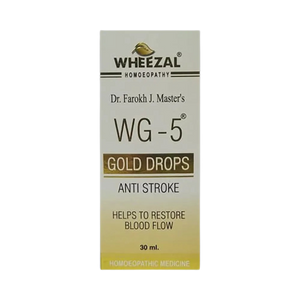 WHEEZAL®
HOMOEOPATHY
Dr. Farokh J. Master's
WG-5®
GOLD DROPS
ANTI STROKE
HELPS TO RESTORE
BLOOD FLOW
30 ml.
HOMOEOPATHIC MEDICINE